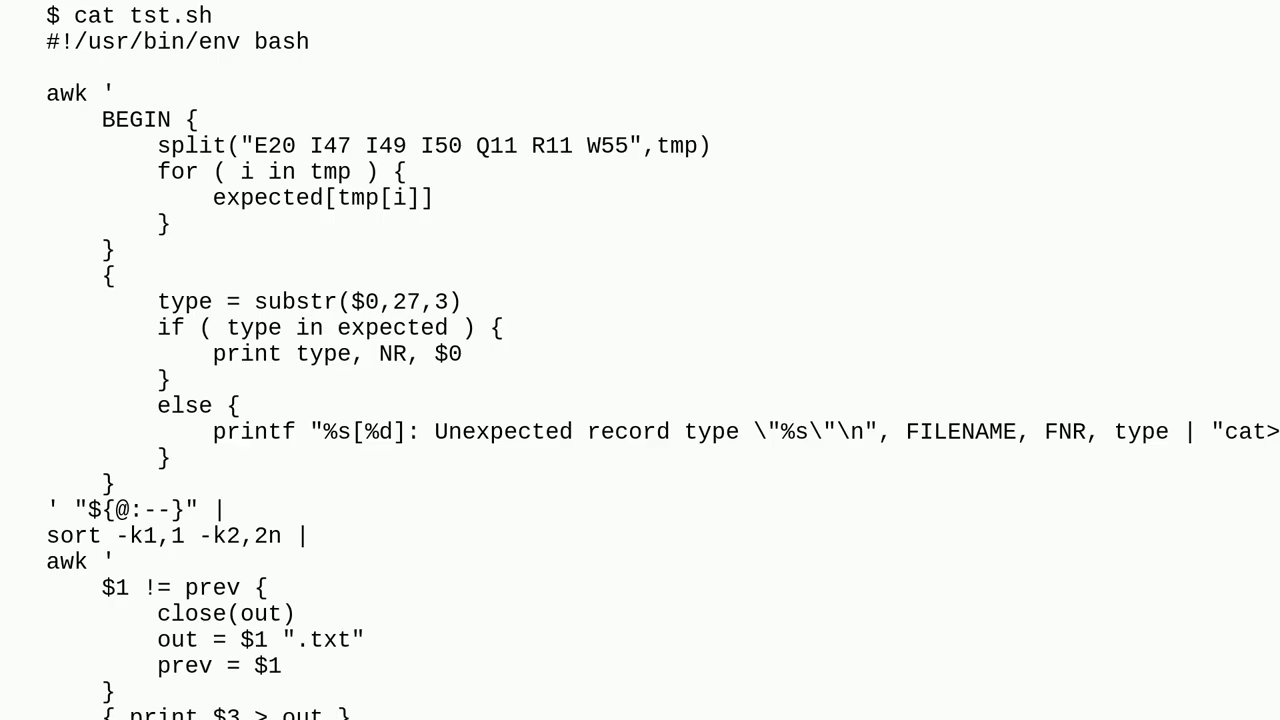 $ cat tst.sh
#!/usr/bin/env bash

awk '
    BEGIN {
        split("E20 I47 I49 I50 Q11 R11 W55",tmp)
        for ( i in tmp ) {
            expected[tmp[i]]
        }
    }
    {
        type = substr($0,27,3)
        if ( type in expected ) {
            print type, NR, $0
        }
        else {
            printf "%s[%d]: Unexpected record type \"%s\"\n", FILENAME, FNR, type | "cat>
        }
    }
' "${@:--}" |
sort -k1,1 -k2,2n |
awk '
    $1 != prev {
        close(out)
        out = $1 ".txt"
        prev = $1
    }
    { print $3 > out }